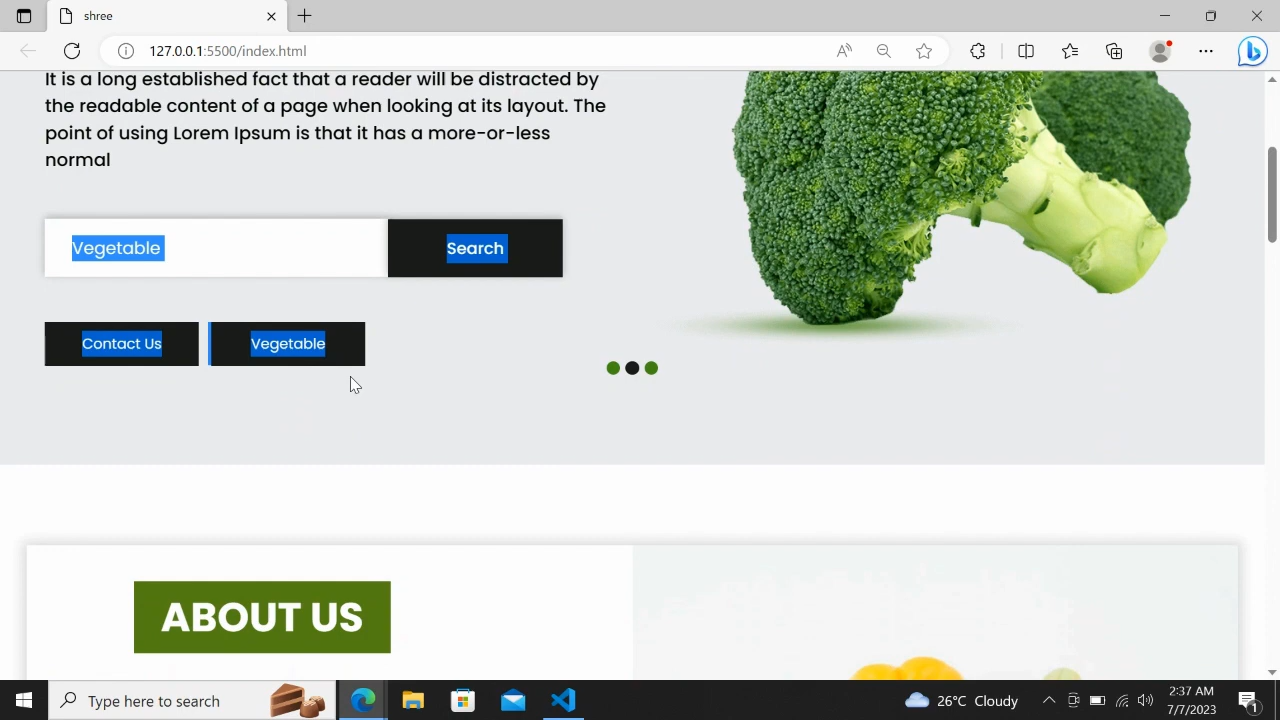 shree
127.0.0.1:5500/index.html
It is a long established fact that a reader will be distracted by
the readable content of a page when looking at its layout. The
point of using Lorem Ipsum is that it has a more-or-less
normal
Vegetable
Search
Contact Us
Vegetable
ABOUT US
Type here to search
26°C Cloudy
2:37 AM
7/7/2023
1